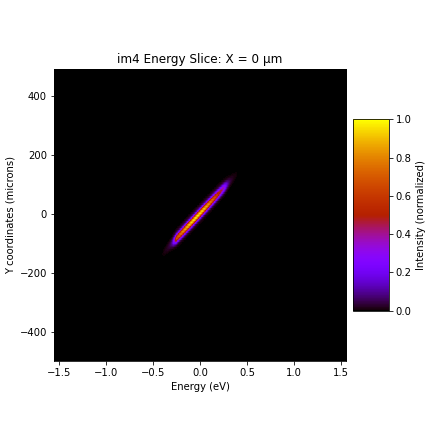 im4 Energy Slice: X = 0 μm
Y coordinates (microns)
400
200
0
−200
−400
−1.5 −1.0 −0.5 0.0 0.5 1.0 1.5
Energy (eV)
1.0
0.8
0.6
0.4
0.2
0.0
Intensity (normalized)